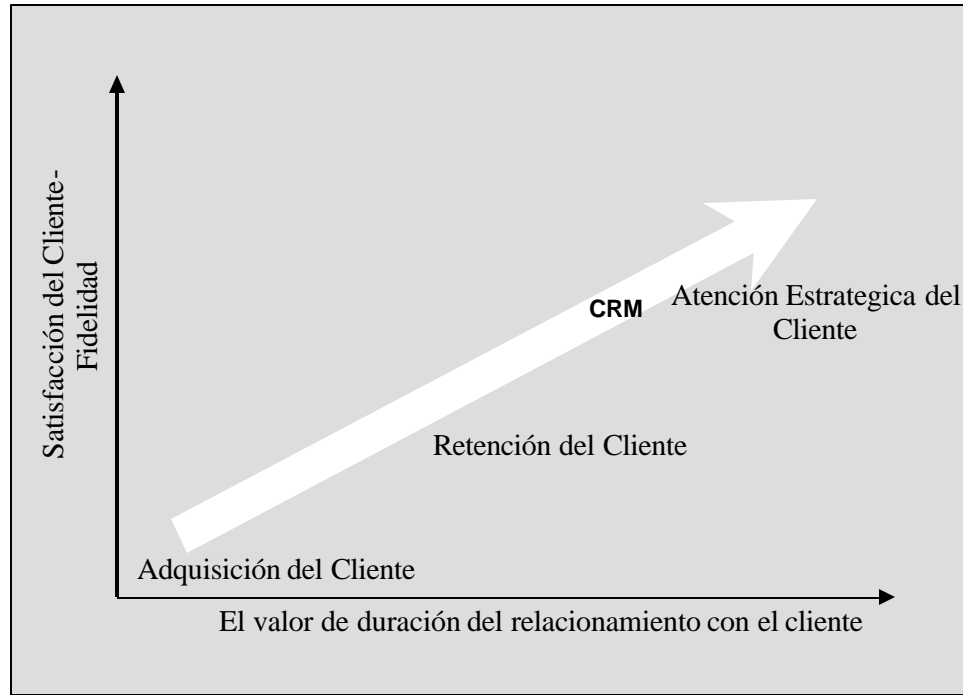 Satisfacción del Cliente-
Fidelidad
CRM
Atención Estrategica del
Cliente
Retención del Cliente
Adquisición del Cliente
El valor de duración del relacionamiento con el cliente